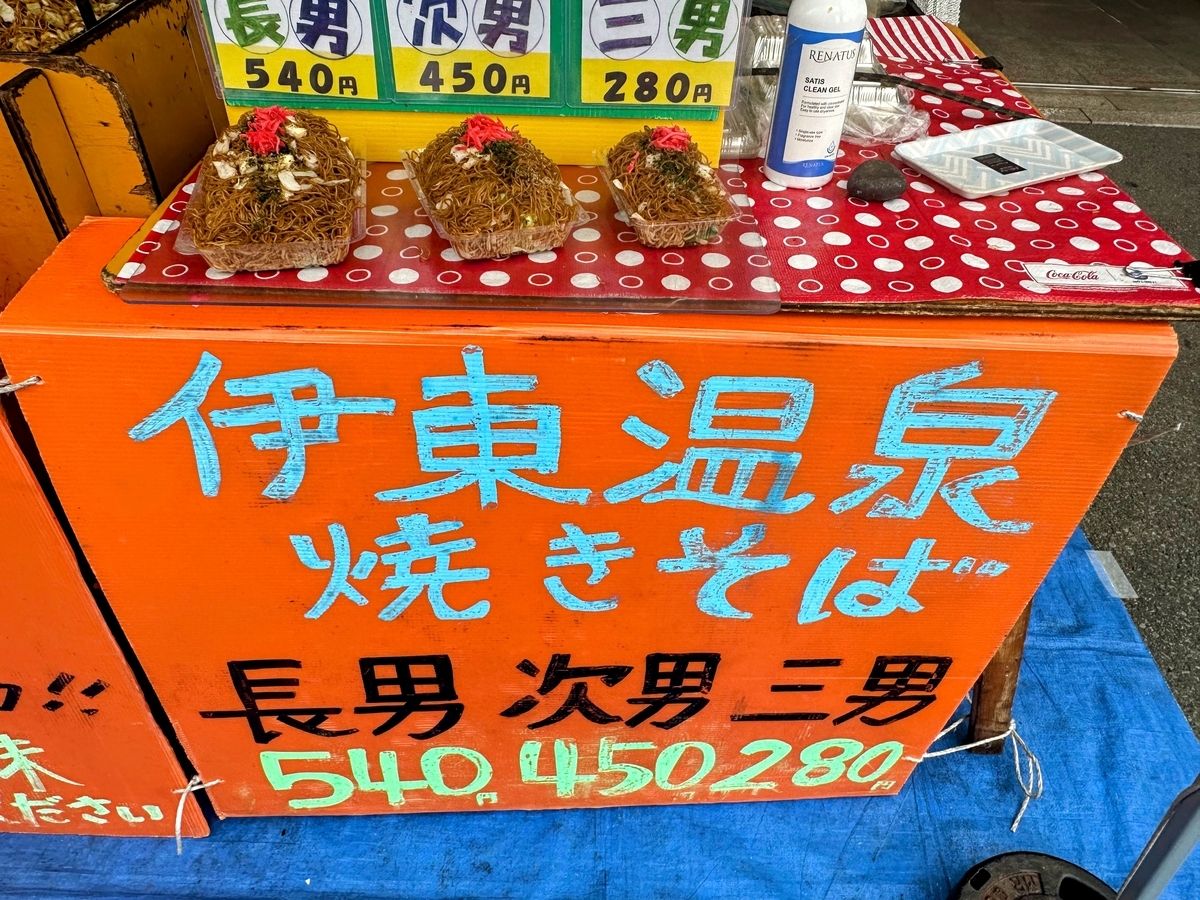 長男 次男 三男
540円 450円 280円
RENATUS
SATIS
CLEAN GEL
RENATUS
Coca-Cola
伊東温泉
焼きそば
長男 次男 三男
540円 450円 280円
!!
ださい